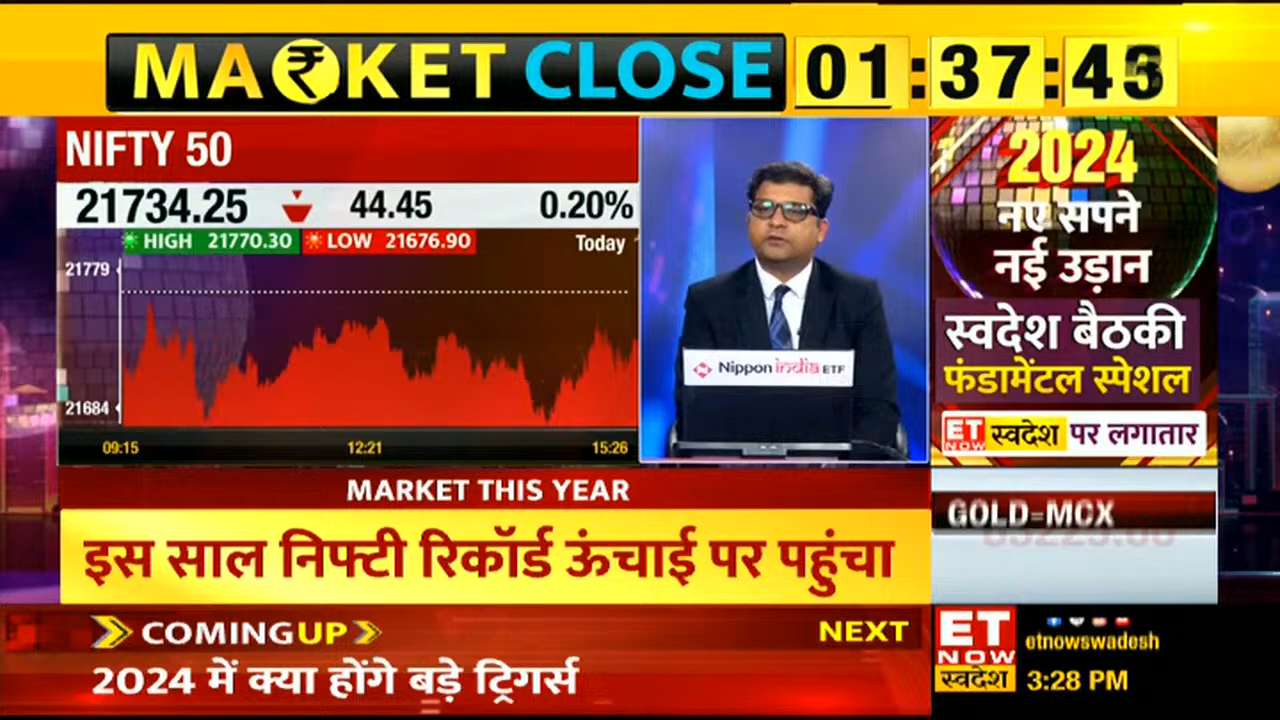 MA₹KET CLOSE 01:37:4
NIFTY 50
21734.25 44.45 0.20%
HIGH 21770.30 LOW 21676.90 Today
21779
21684
09:15 12:21 15:26
Nippon india ETF
2024
नए सपने
नई उड़ान
स्वदेश बैठकी
फंडामेंटल स्पेशल
ET NOW स्वदेश पर लगातार
MARKET THIS YEAR
इस साल निफ्टी रिकॉर्ड ऊंचाई पर पहुंचा
GOLD=MCX
COMING UP NEXT
2024 में क्या होंगे बड़े ट्रिगर्स
ET
NOW
स्वदेश
etnowswadesh
3:28 PM